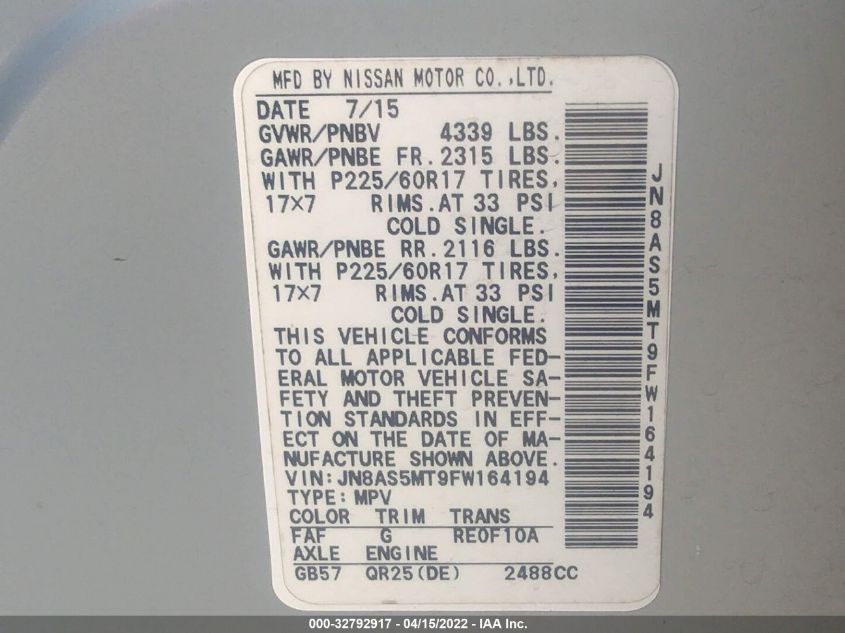 MFD BY NISSAN MOTOR CO.,LTD.
DATE 7/15
GVWR/PNBV 4339 LBS.
GAWR/PNBE FR.2315 LBS.
WITH P225/60R17 TIRES,
17×7 RIMS.AT 33 PSI
COLD SINGLE.
GAWR/PNBE RR.2116 LBS.
WITH P225/60R17 TIRES,
17×7 RIMS.AT 33 PSI
COLD SINGLE.
THIS VEHICLE CONFORMS
TO ALL APPLICABLE FED-
ERAL MOTOR VEHICLE SA-
FETY AND THEFT PREVEN-
TION STANDARDS IN EFF-
ECT ON THE DATE OF MA-
NUFACTURE SHOWN ABOVE.
VIN:JN8AS5MT9FW164194
TYPE:MPV
COLOR TRIM TRANS
FAF G RE0F10A
AXLE ENGINE
GB57 QR25(DE) 2488CC
JN8AS5MT9FW164194
000-32792917 - 04/15/2022 - IAA Inc.